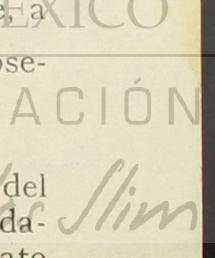 EXICO
e, a
ose-
ACIÓN
Slim
del
da-